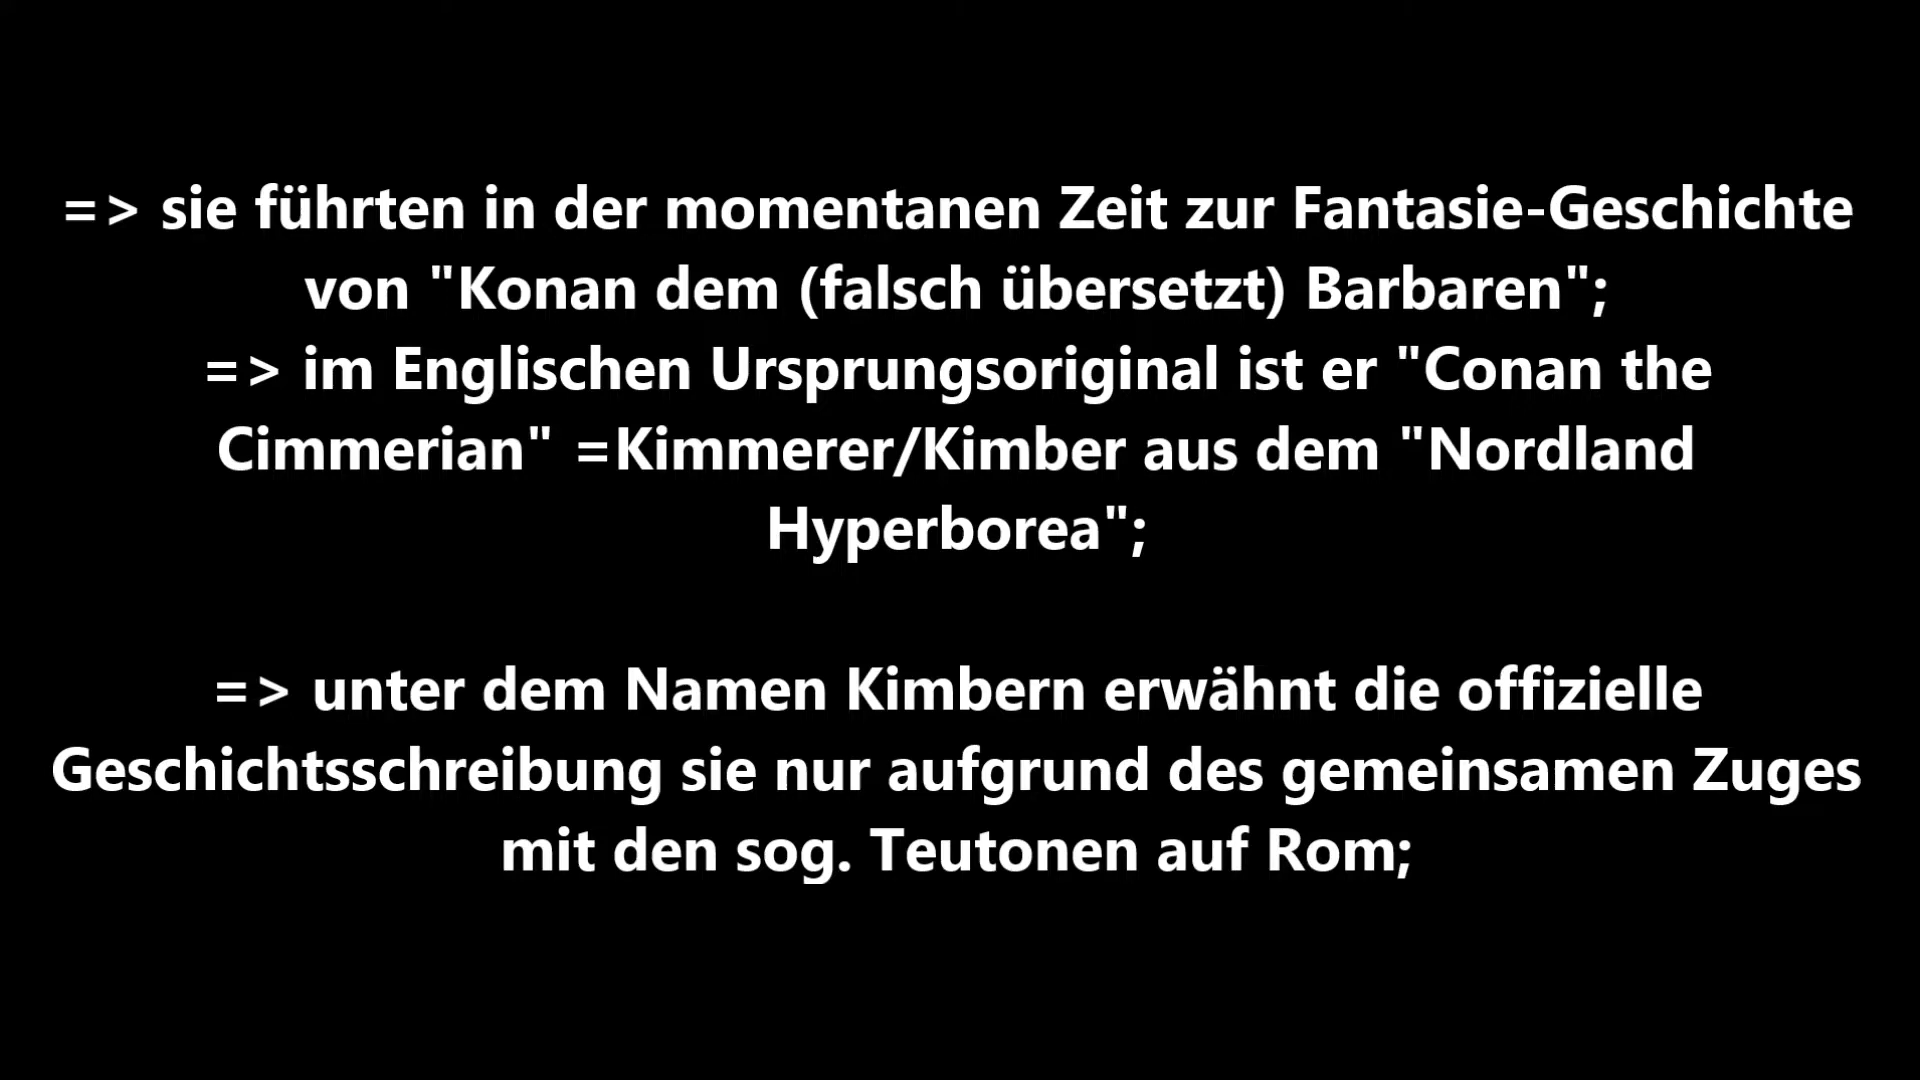 => sie führten in der momentanen Zeit zur Fantasie-Geschichte
von "Konan dem (falsch übersetzt) Barbaren";
=> im Englischen Ursprungsoriginal ist er "Conan the
Cimmerian" =Kimmerer/Kimber aus dem "Nordland
Hyperborea";
=> unter dem Namen Kimbern erwähnt die offizielle
Geschichtsschreibung sie nur aufgrund des gemeinsamen Zuges
mit den sog. Teutonen auf Rom;